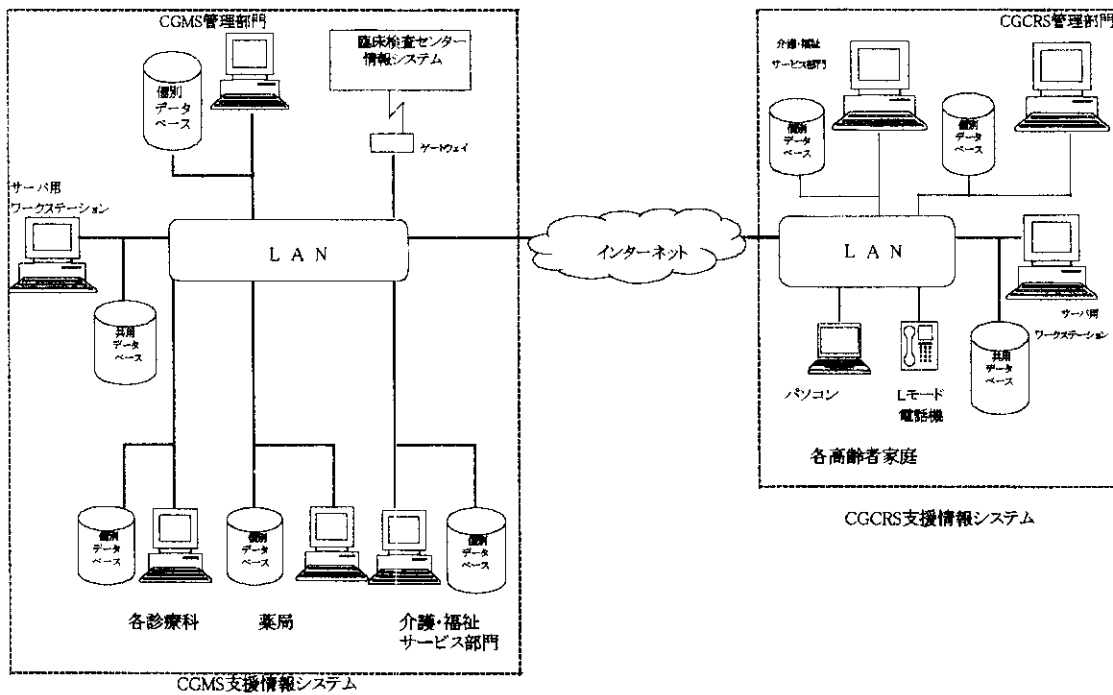 CGMS管理部門
個別
データ
ベース
臨床検査センター
情報システム
ゲートウェイ
サーバ用
ワークステーション
LAN
共用
データ
ベース
個別
データ
ベース
各診療科
個別
データ
ベース
薬局
個別
データ
ベース
介護・福祉
サービス部門
CGMS支援情報システム
インターネット
CGCRS管理部門
介護・福祉
サービス部門
個別
データ
ベース
個別
データ
ベース
LAN
サーバ用
ワークステーション
共用
データ
ベース
パソコン
Lモード
電話機
各高齢者家庭
CGCRS支援情報システム